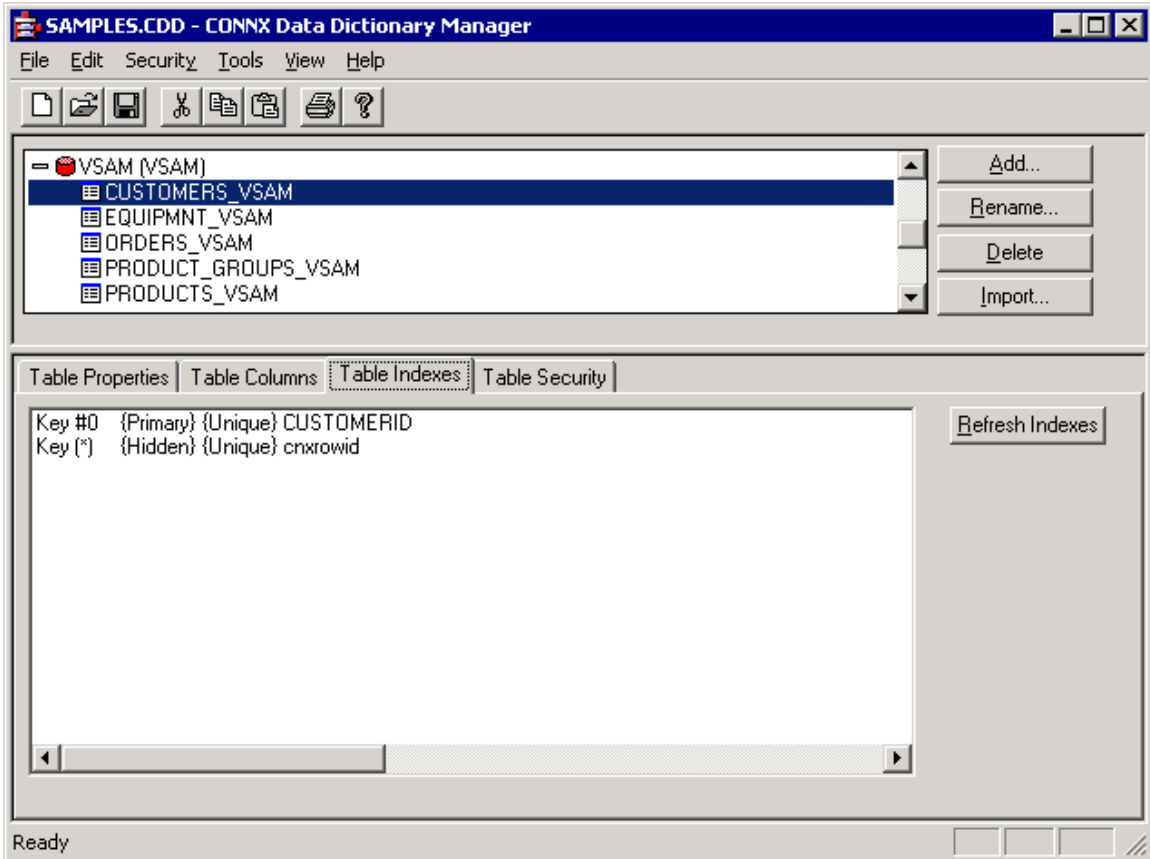 SAMPLES.CDD - CONNX Data Dictionary Manager
File Edit Security Tools View Help
VSAM (VSAM)
CUSTOMERS_VSAM
EQUIPMNT_VSAM
ORDERS_VSAM
PRODUCT_GROUPS_VSAM
PRODUCTS_VSAM
Add...
Rename...
Delete
Import...
Table Properties Table Columns Table Indexes Table Security
Key #0 {Primary} {Unique} CUSTOMERID
Key (*) {Hidden} {Unique} cnxrowid
Refresh Indexes
Ready